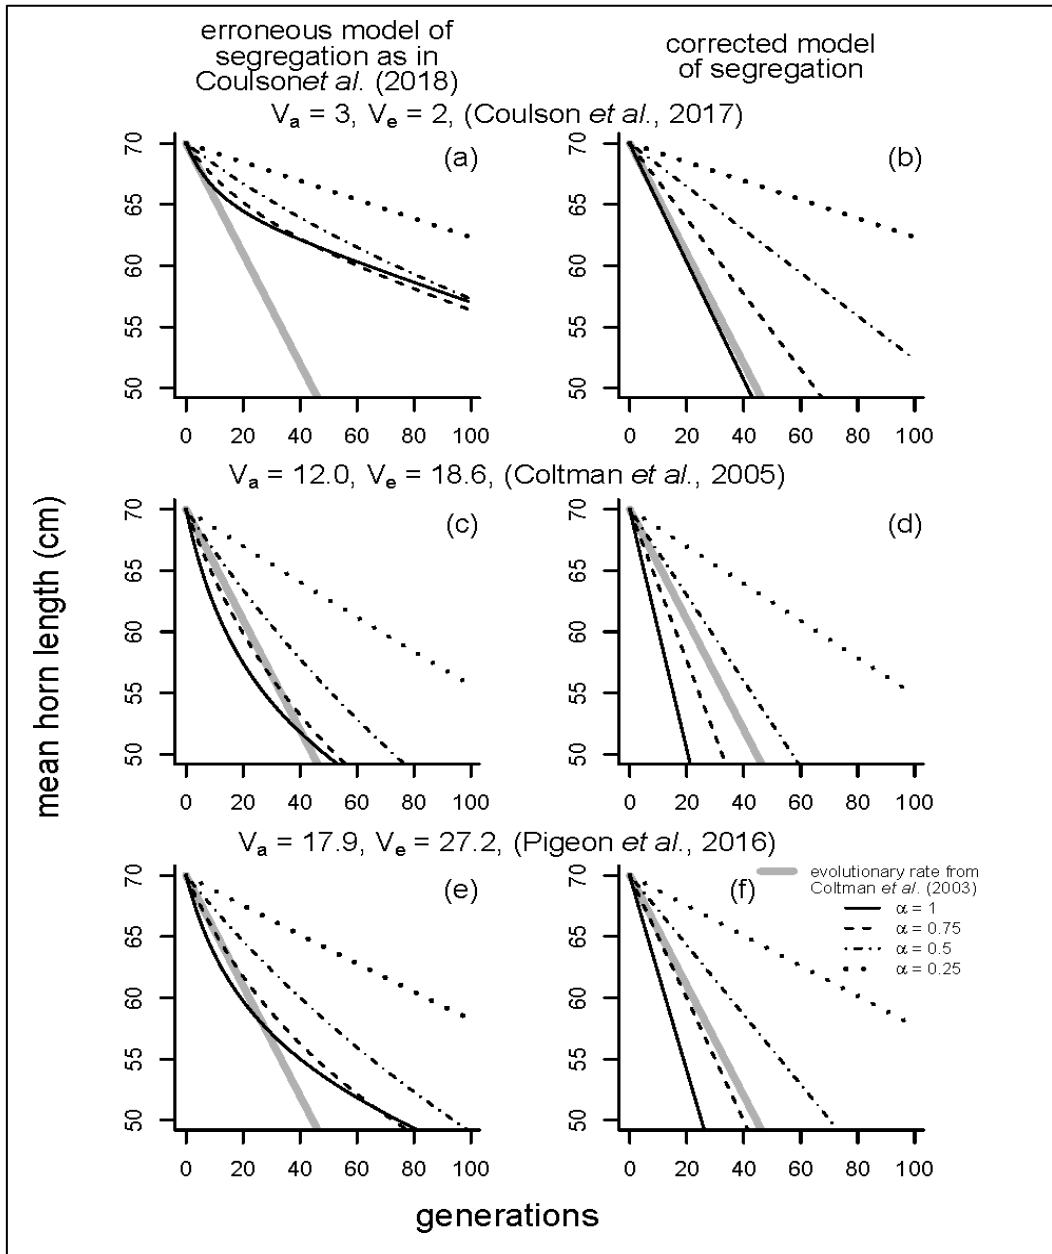 erroneous model of
segregation as in
Coulsonet al. (2018)
corrected model
of segregation
Va = 3, Ve = 2, (Coulson et al., 2017)
(a)
70
65
60
55
50
0 20 40 60 80 100
(b)
70
65
60
55
50
0 20 40 60 80 100
Va = 12.0, Ve = 18.6, (Coltman et al., 2005)
mean horn length (cm)
(c)
70
65
60
55
50
0 20 40 60 80 100
(d)
70
65
60
55
50
0 20 40 60 80 100
Va = 17.9, Ve = 27.2, (Pigeon et al., 2016)
(e)
70
65
60
55
50
0 20 40 60 80 100
(f)
70
65
60
55
50
0 20 40 60 80 100
evolutionary rate from
Coltman et al. (2003)
α = 1
α = 0.75
α = 0.5
α = 0.25
generations